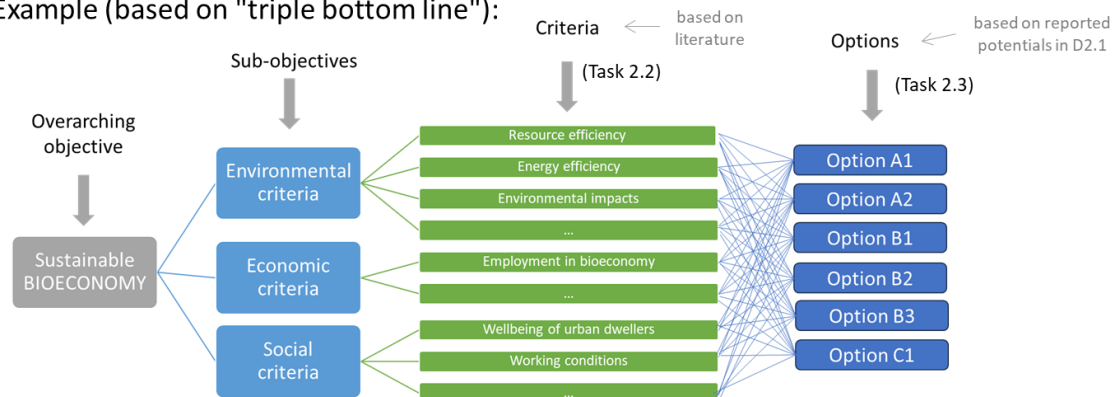 Example (based on "triple bottom line"):
Criteria
based on
literature
Options
based on reported
potentials in D2.1
Sub-objectives
(Task 2.2)
(Task 2.3)
Overarching
objective
Sustainable
BIOECONOMY
Environmental
criteria
Economic
criteria
Social
criteria
Resource efficiency
Energy efficiency
Environmental impacts
...
Employment in bioeconomy
...
Wellbeing of urban dwellers
Working conditions
...
Option A1
Option A2
Option B1
Option B2
Option B3
Option C1